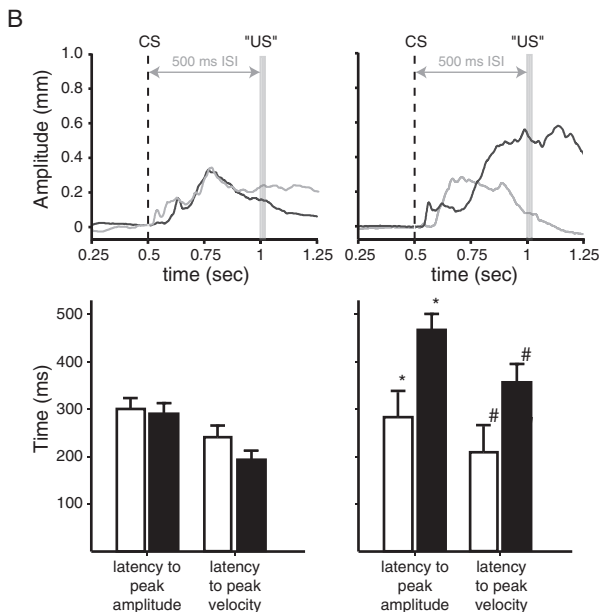 B
CS
"US"
500 ms ISI
CS
"US"
500 ms ISI
Amplitude (mm)
1.0
0.8
0.6
0.4
0.2
0
0.25
0.5
0.75
1
1.25
time (sec)
0.25
0.5
0.75
1
1.25
time (sec)
Time (ms)
500
400
300
200
100
*
*
#
#
latency to
peak
amplitude
latency
to peak
velocity
latency to
peak
amplitude
latency
to peak
velocity